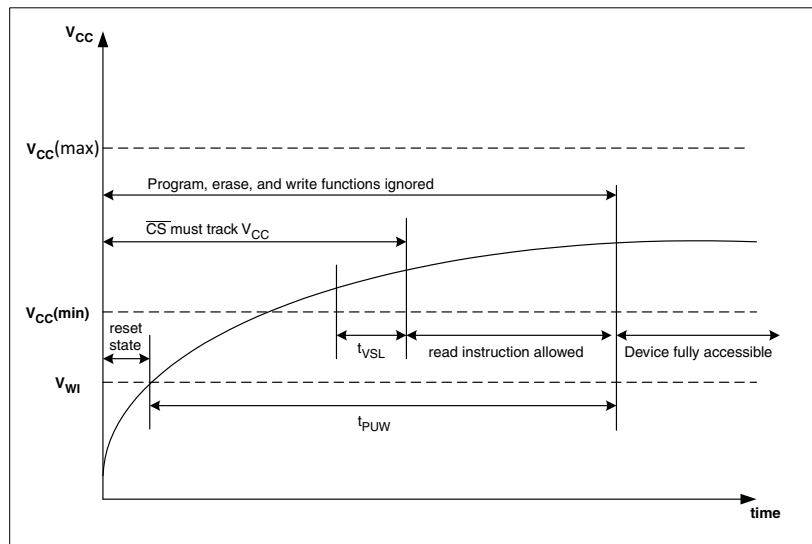 VCC
VCC(max)
Program, erase, and write functions ignored
CS must track VCC
VCC(min)
reset
state
tVSL
read instruction allowed
Device fully accessible
VWI
tPUW
time